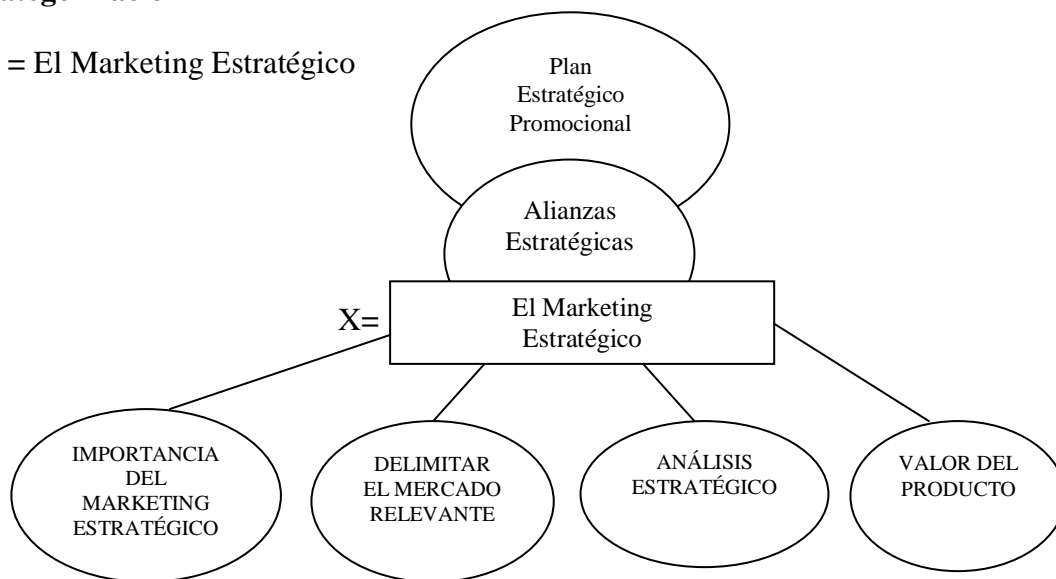 = El Marketing Estratégico
Plan
Estratégico
Promocional
Alianzas
Estratégicas
X=
El Marketing
Estratégico
IMPORTANCIA
DEL
MARKETING
ESTRATÉGICO
DELIMITAR
EL MERCADO
RELEVANTE
ANÁLISIS
ESTRATÉGICO
VALOR DEL
PRODUCTO